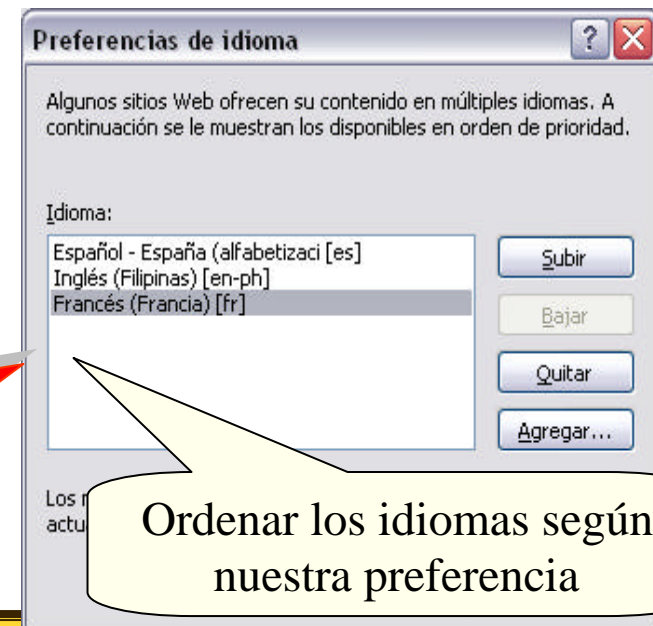 Preferencias de idioma
Algunos sitios Web ofrecen su contenido en múltiples idiomas. A
continuación se le muestran los disponibles en orden de prioridad.
Idioma:
Español - España (alfabetizaci [es]
Inglés (Filipinas) [en-ph]
Francés (Francia) [fr]
Subir
Bajar
Quitar
Agregar...
Los
Ordenar los idiomas según
nuestra preferencia